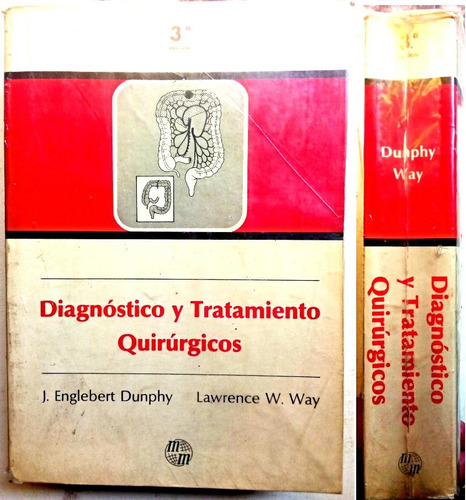 3ª
Diagnóstico y Tratamiento
Quirúrgicos
J. Englebert Dunphy Lawrence W. Way
m
m
3ª
Dunphy
Way
Diagnóstico
y Tratamiento
Quirúrgicos
m
m